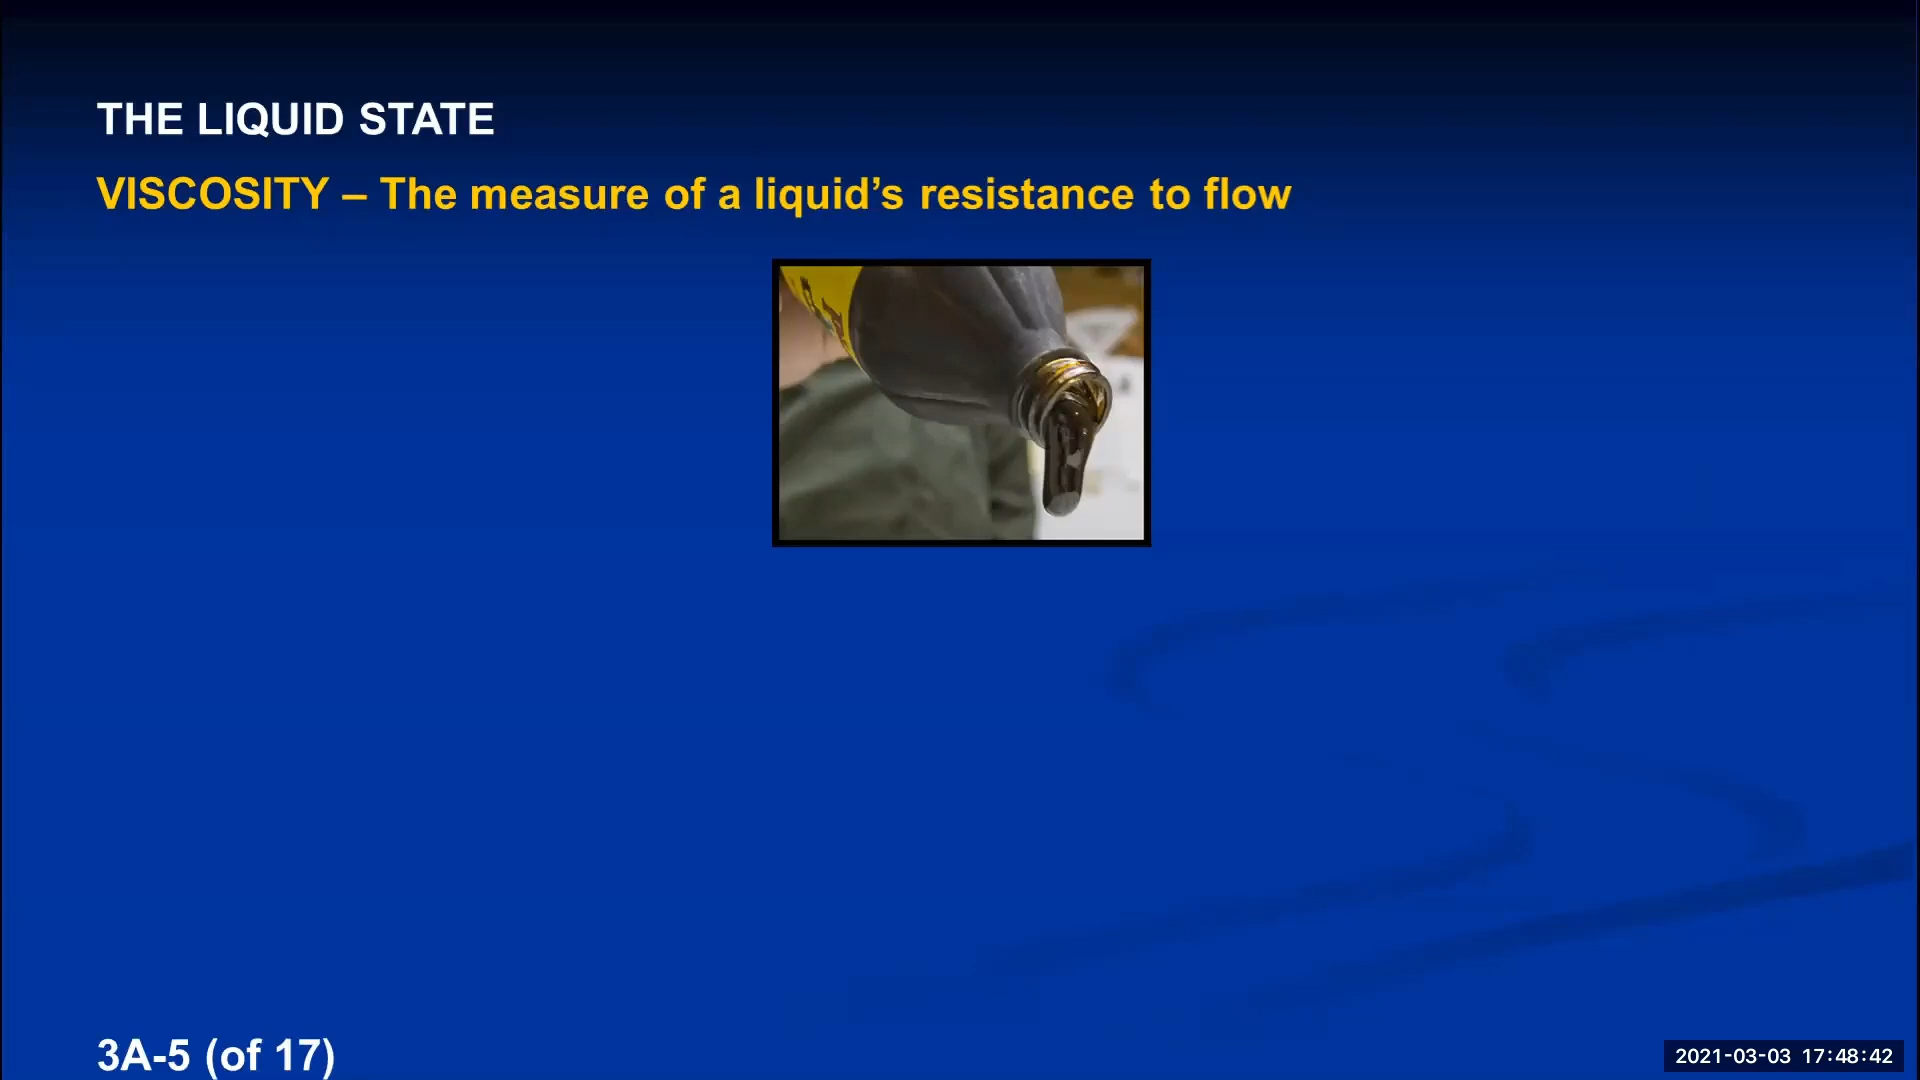 THE LIQUID STATE
VISCOSITY – The measure of a liquid’s resistance to flow
3A-5 (of 17)
2021-03-03 17:48:42